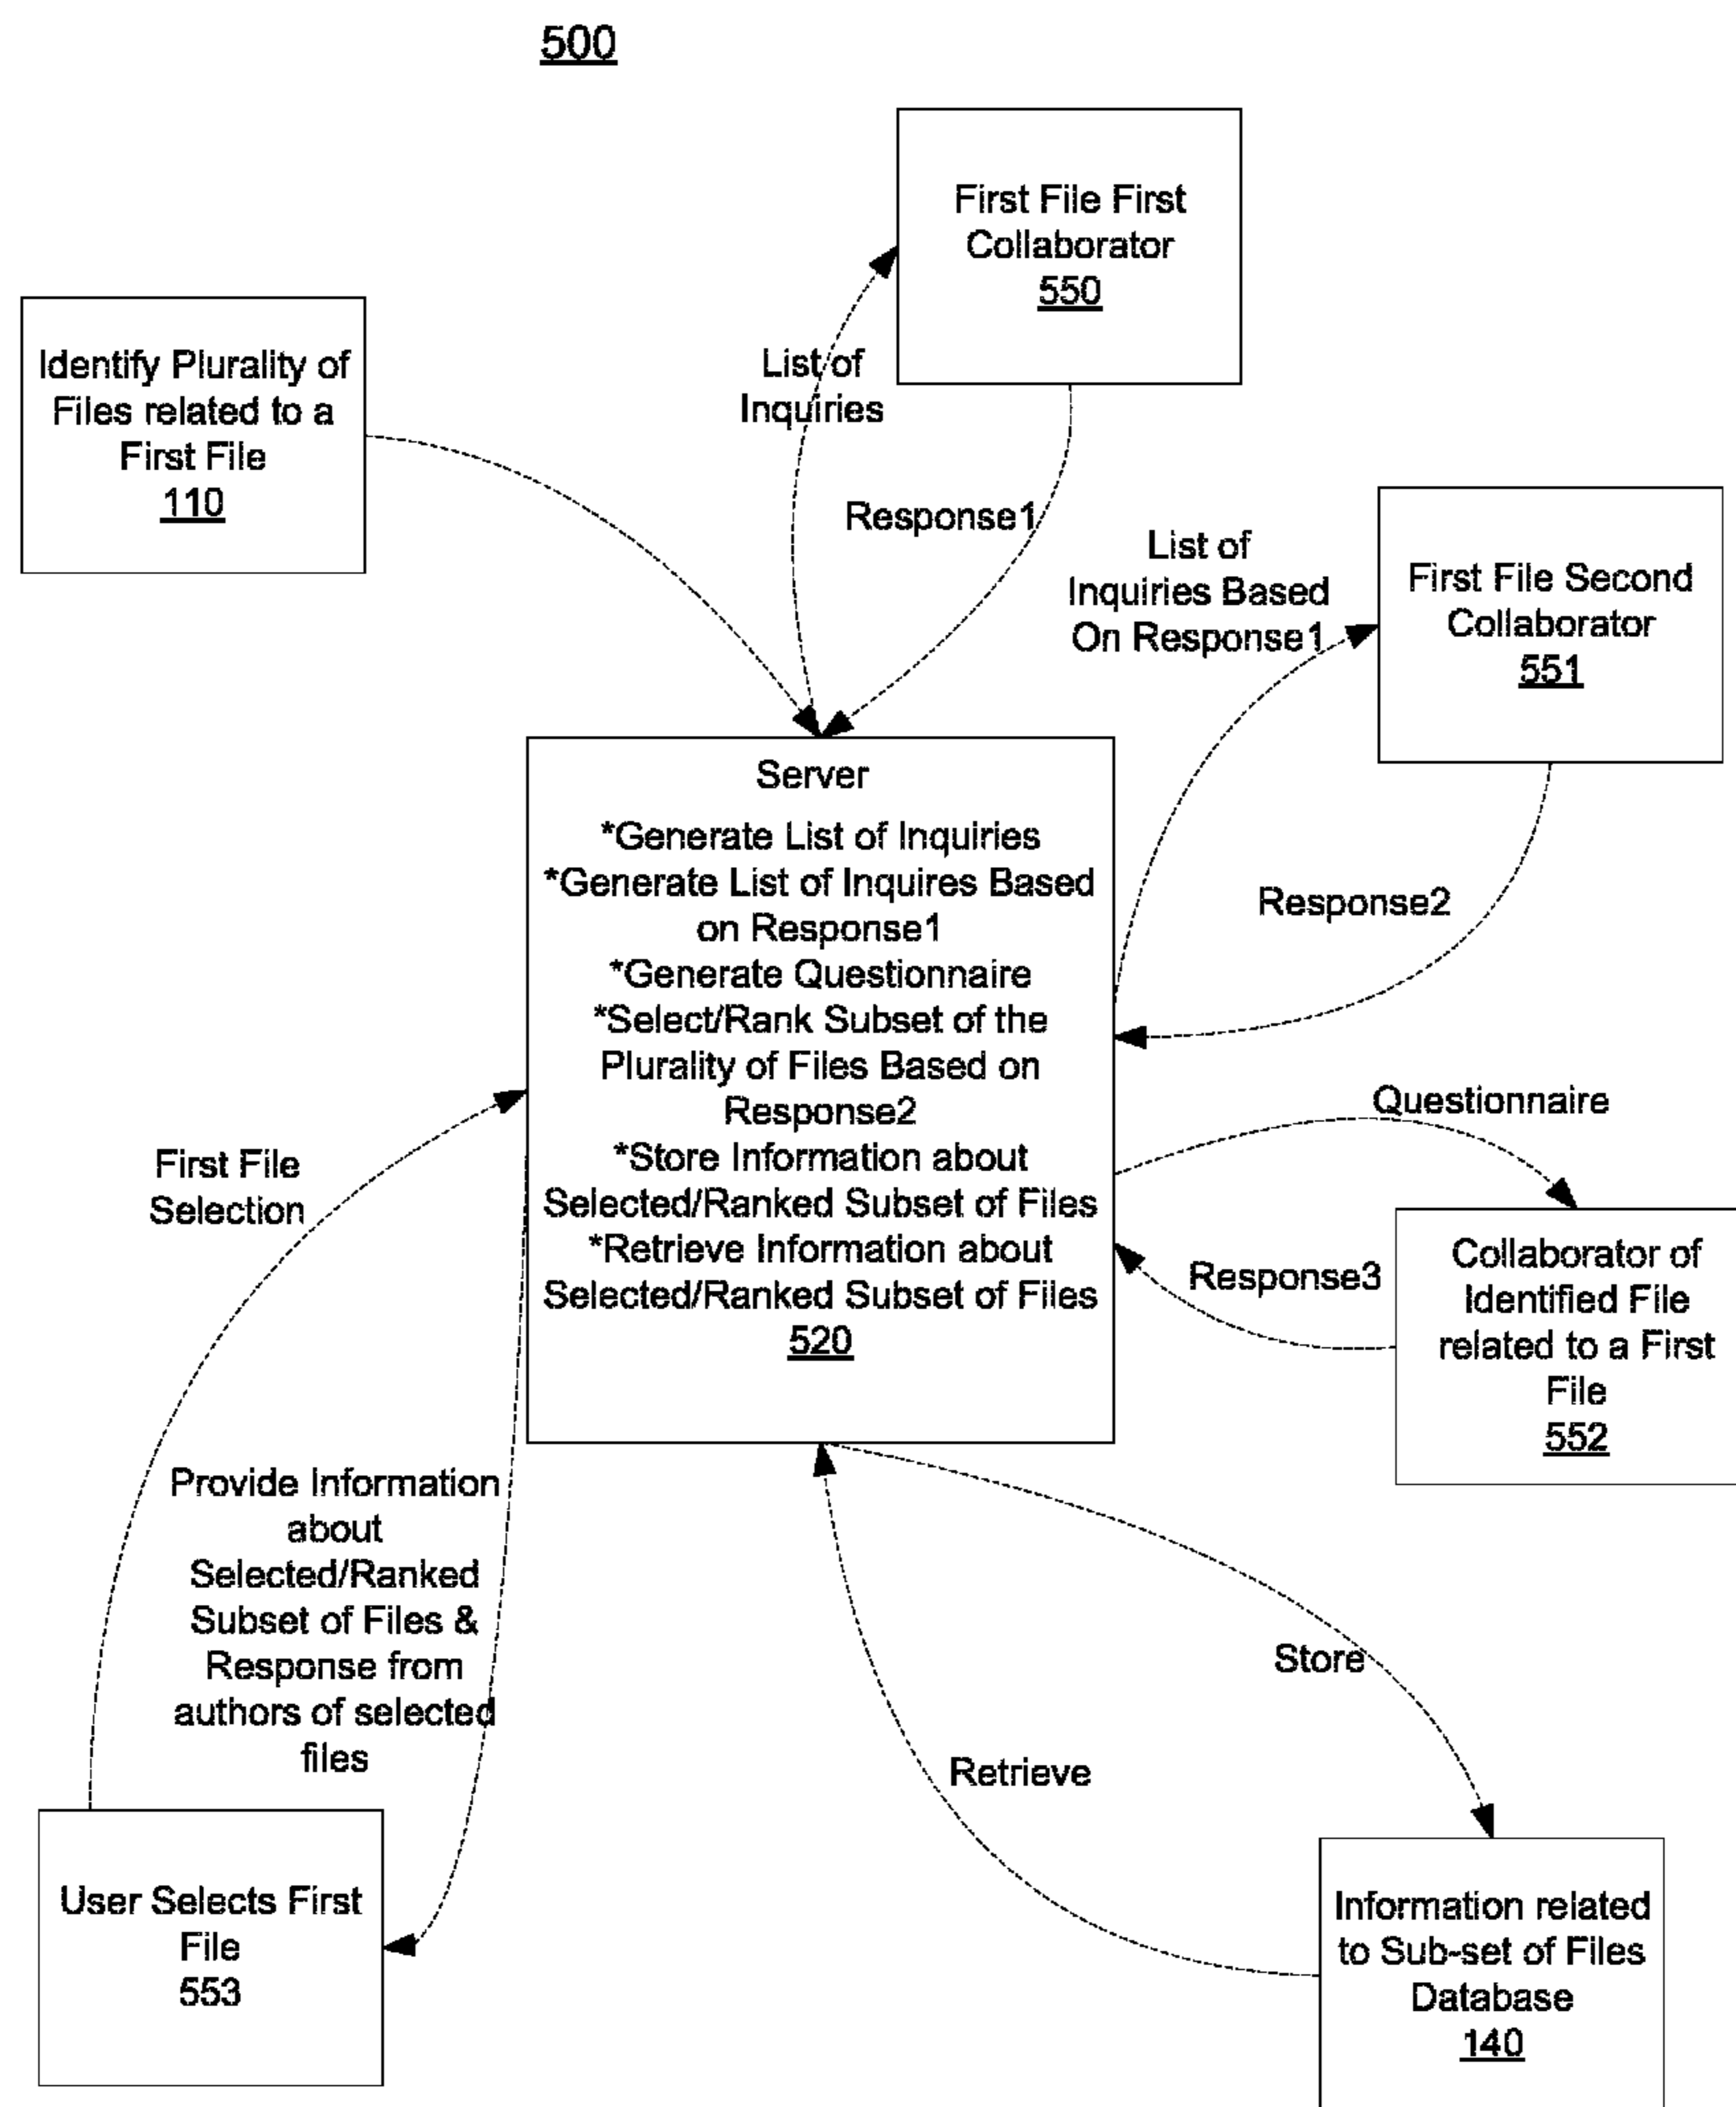 500
First File First
Collaborator
550
Identify Plurality of
Files related to a
First File
110
List of
Inquiries
Response1
List of
Inquiries Based
On Response1
First File Second
Collaborator
551
Response2
Server
*Generate List of Inquiries
*Generate List of Inquires Based
on Response1
*Generate Questionnaire
*Select/Rank Subset of the
Plurality of Files Based on
Response2
*Store Information about
Selected/Ranked Subset of Files
*Retrieve Information about
Selected/Ranked Subset of Files
520
Questionnaire
Response3
Collaborator of
Identified File
related to a First
File
552
First File
Selection
Provide Information
about
Selected/Ranked
Subset of Files &
Response from
authors of selected
files
Store
Retrieve
User Selects First
File
553
Information related
to Sub-set of Files
Database
140